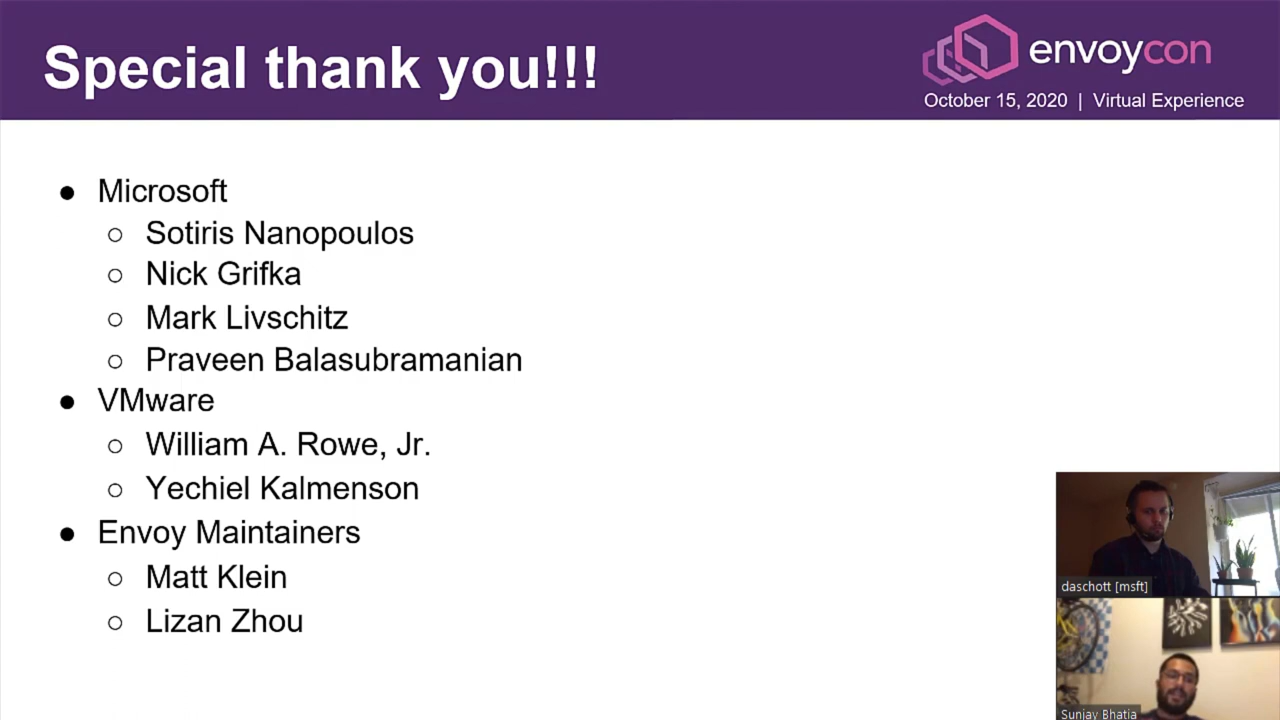 Special thank you!!!
envoycon
October 15, 2020 | Virtual Experience
● Microsoft
○ Sotiris Nanopoulos
○ Nick Grifka
○ Mark Livschitz
○ Praveen Balasubramanian
● VMware
○ William A. Rowe, Jr.
○ Yechiel Kalmenson
● Envoy Maintainers
○ Matt Klein
○ Lizan Zhou
daschott [msft]
Sunjay Bhatia